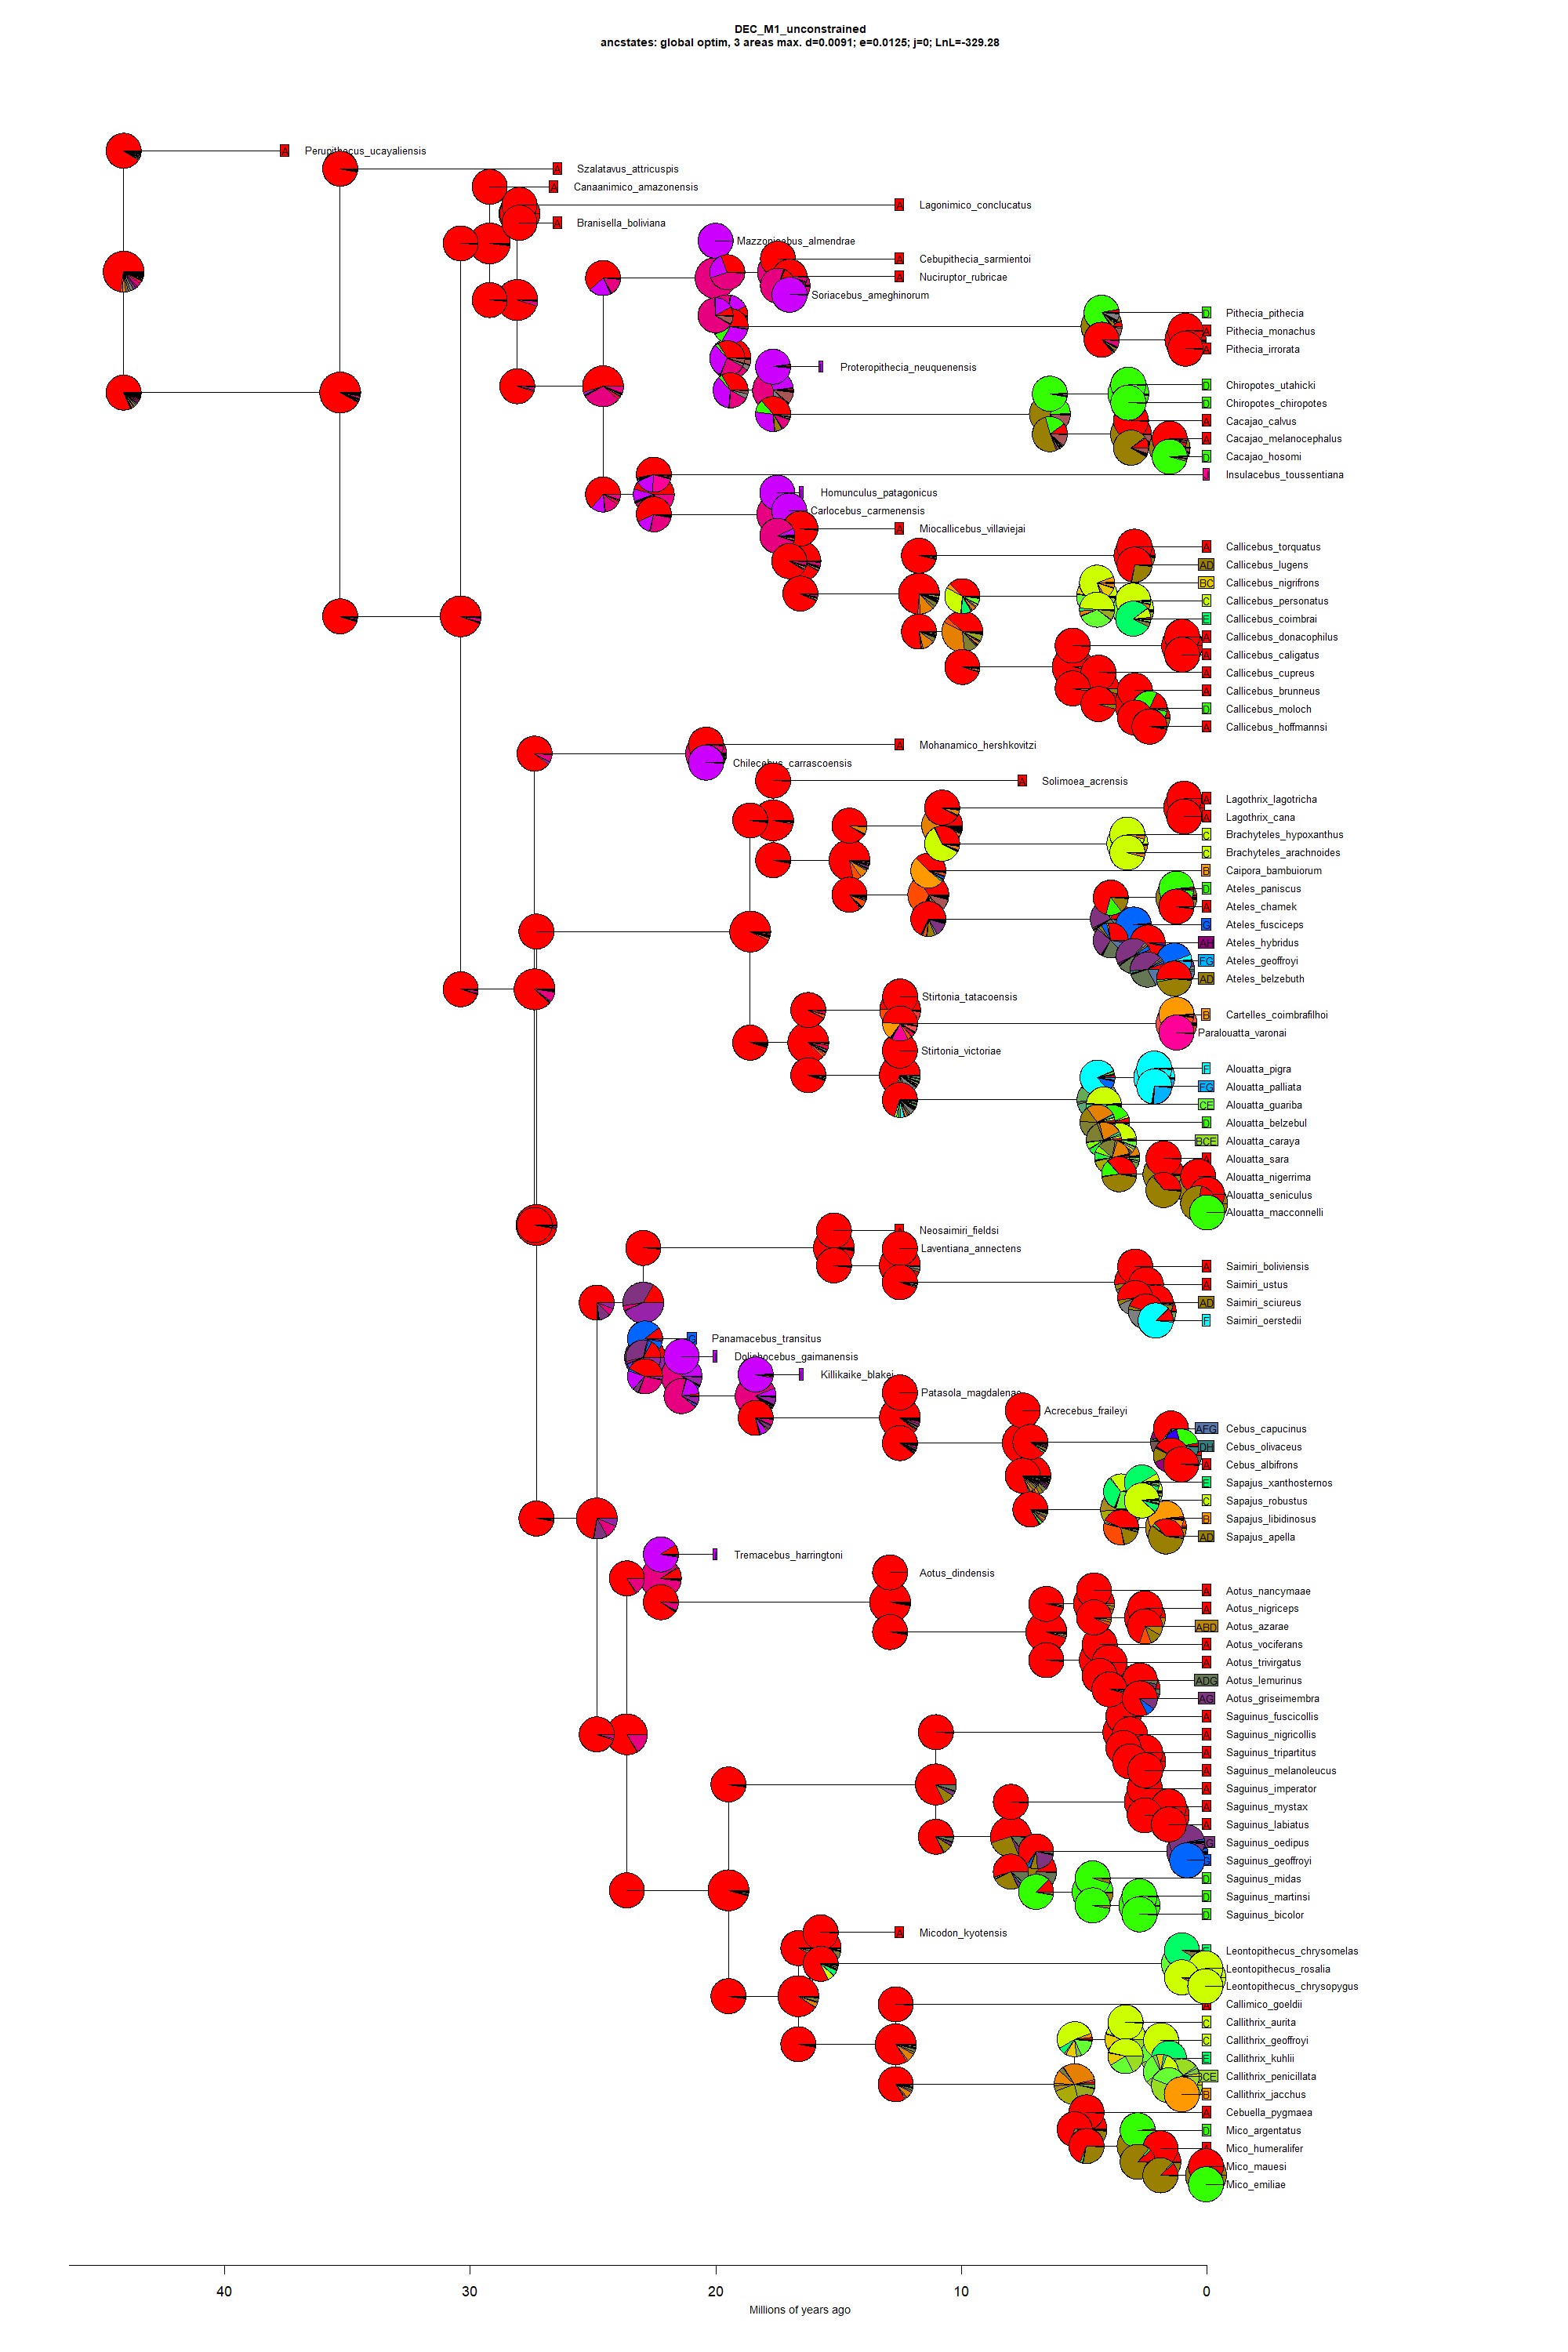 DEC_M1_unconstrained
ancstates: global optim, 3 areas max. d=0.0091; e=0.0125; j=0; LnL=-329.28
A Perupithecus_ucayaliensis
A Szalatavus_attricuspis
A Canaanimico_amazonensis
A Lagonimico_conclucatus
A Branisella_boliviana
Mazzonicebus_almendrae
A Cebupithecia_sarmientoi
A Nuciruptor_rubricae
Soriacebus_ameghinorum
D Pithecia_pithecia
A Pithecia_monachus
A Pithecia_irrorata
Proteropithecia_neuquenensis
D Chiropotes_utahicki
D Chiropotes_chiropotes
A Cacajao_calvus
A Cacajao_melanocephalus
D Cacajao_hosomi
Insulacebus_toussentiana
Homunculus_patagonicus
Carlocebus_carmenensis
A Miocallicebus_villaviejai
A Callicebus_torquatus
AD Callicebus_lugens
BC Callicebus_nigrifrons
C Callicebus_personatus
E Callicebus_coimbrai
A Callicebus_donacophilus
A Callicebus_caligatus
A Callicebus_cupreus
A Callicebus_brunneus
D Callicebus_moloch
A Callicebus_hoffmannsi
A Mohanamico_hershkovitzi
Chilecebus_carrascoensis
A Solimoea_acrensis
A Lagothrix_lagotricha
A Lagothrix_cana
C Brachyteles_hypoxanthus
C Brachyteles_arachnoides
B Caipora_bambuiorum
D Ateles_paniscus
A Ateles_chamek
G Ateles_fusciceps
AH Ateles_hybridus
FG Ateles_geoffroyi
AD Ateles_belzebuth
Stirtonia_tatacoensis
B Cartelles_coimbrafilhoi
Paralouatta_varonai
Stirtonia_victoriae
F Alouatta_pigra
FG Alouatta_palliata
CE Alouatta_guariba
D Alouatta_belzebul
BCE Alouatta_caraya
A Alouatta_sara
Alouatta_nigerrima
Alouatta_seniculus
Alouatta_macconnelli
A Neosaimiri_fieldsi
Laventiana_annectens
A Saimiri_boliviensis
A Saimiri_ustus
AD Saimiri_sciureus
F Saimiri_oerstedii
G Panamacebus_transitus
Dolichocebus_gaimanensis
Killikaike_blakei
Patasola_magdalenae
Acrecebus_fraileyi
AFG Cebus_capucinus
DH Cebus_olivaceus
A Cebus_albifrons
E Sapajus_xanthosternos
C Sapajus_robustus
B Sapajus_libidinosus
AD Sapajus_apella
Tremacebus_harringtoni
Aotus_dindensis
A Aotus_nancymaae
A Aotus_nigriceps
ABD Aotus_azarae
A Aotus_vociferans
A Aotus_trivirgatus
ADG Aotus_lemurinus
AG Aotus_griseimembra
A Saguinus_fuscicollis
A Saguinus_nigricollis
A Saguinus_tripartitus
A Saguinus_melanoleucus
A Saguinus_imperator
A Saguinus_mystax
A Saguinus_labiatus
Saguinus_oedipus
G Saguinus_geoffroyi
D Saguinus_midas
D Saguinus_martinsi
D Saguinus_bicolor
A Micodon_kyotensis
E Leontopithecus_chrysomelas
Leontopithecus_rosalia
Leontopithecus_chrysopygus
A Callimico_goeldii
C Callithrix_aurita
C Callithrix_geoffroyi
E Callithrix_kuhlii
BCE Callithrix_penicillata
B Callithrix_jacchus
A Cebuella_pygmaea
D Mico_argentatus
A Mico_humeralifer
Mico_mauesi
Mico_emiliae
40 30 20 10 0
Millions of years ago